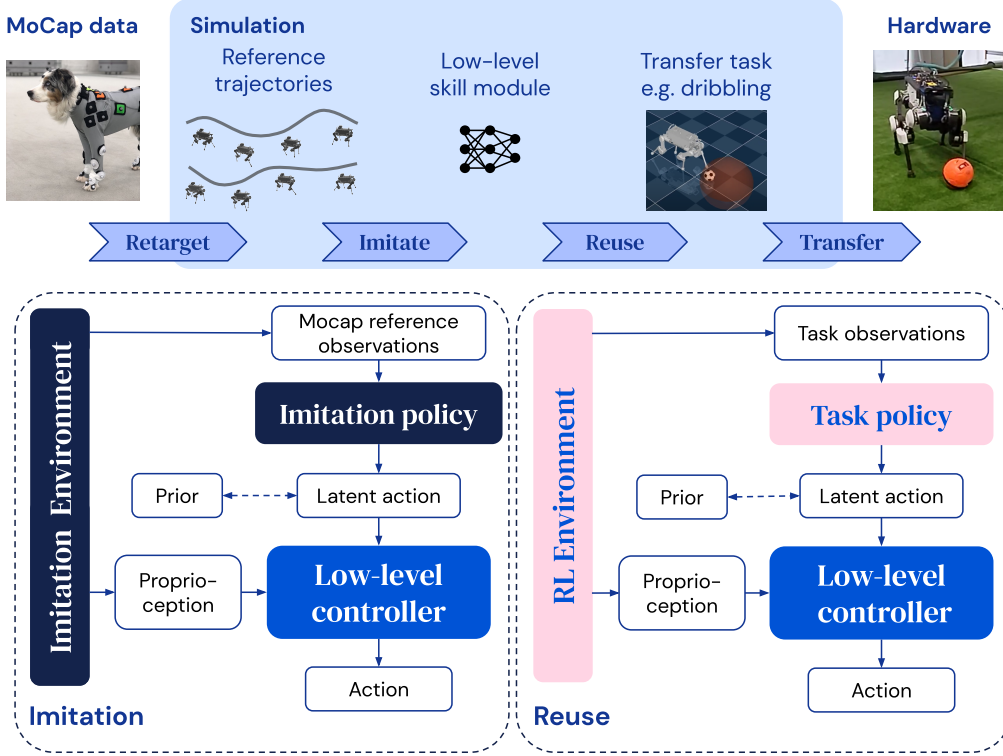 MoCap data
Simulation
Hardware
Reference
trajectories
Low-level
skill module
Transfer task
e.g. dribbling
Retarget
Imitate
Reuse
Transfer
Imitation Environment
Mocap reference
observations
Imitation policy
Prior
Latent action
Proprio-
ception
Low-level
controller
Action
Imitation
RL Environment
Task observations
Task policy
Prior
Latent action
Proprio-
ception
Low-level
controller
Action
Reuse